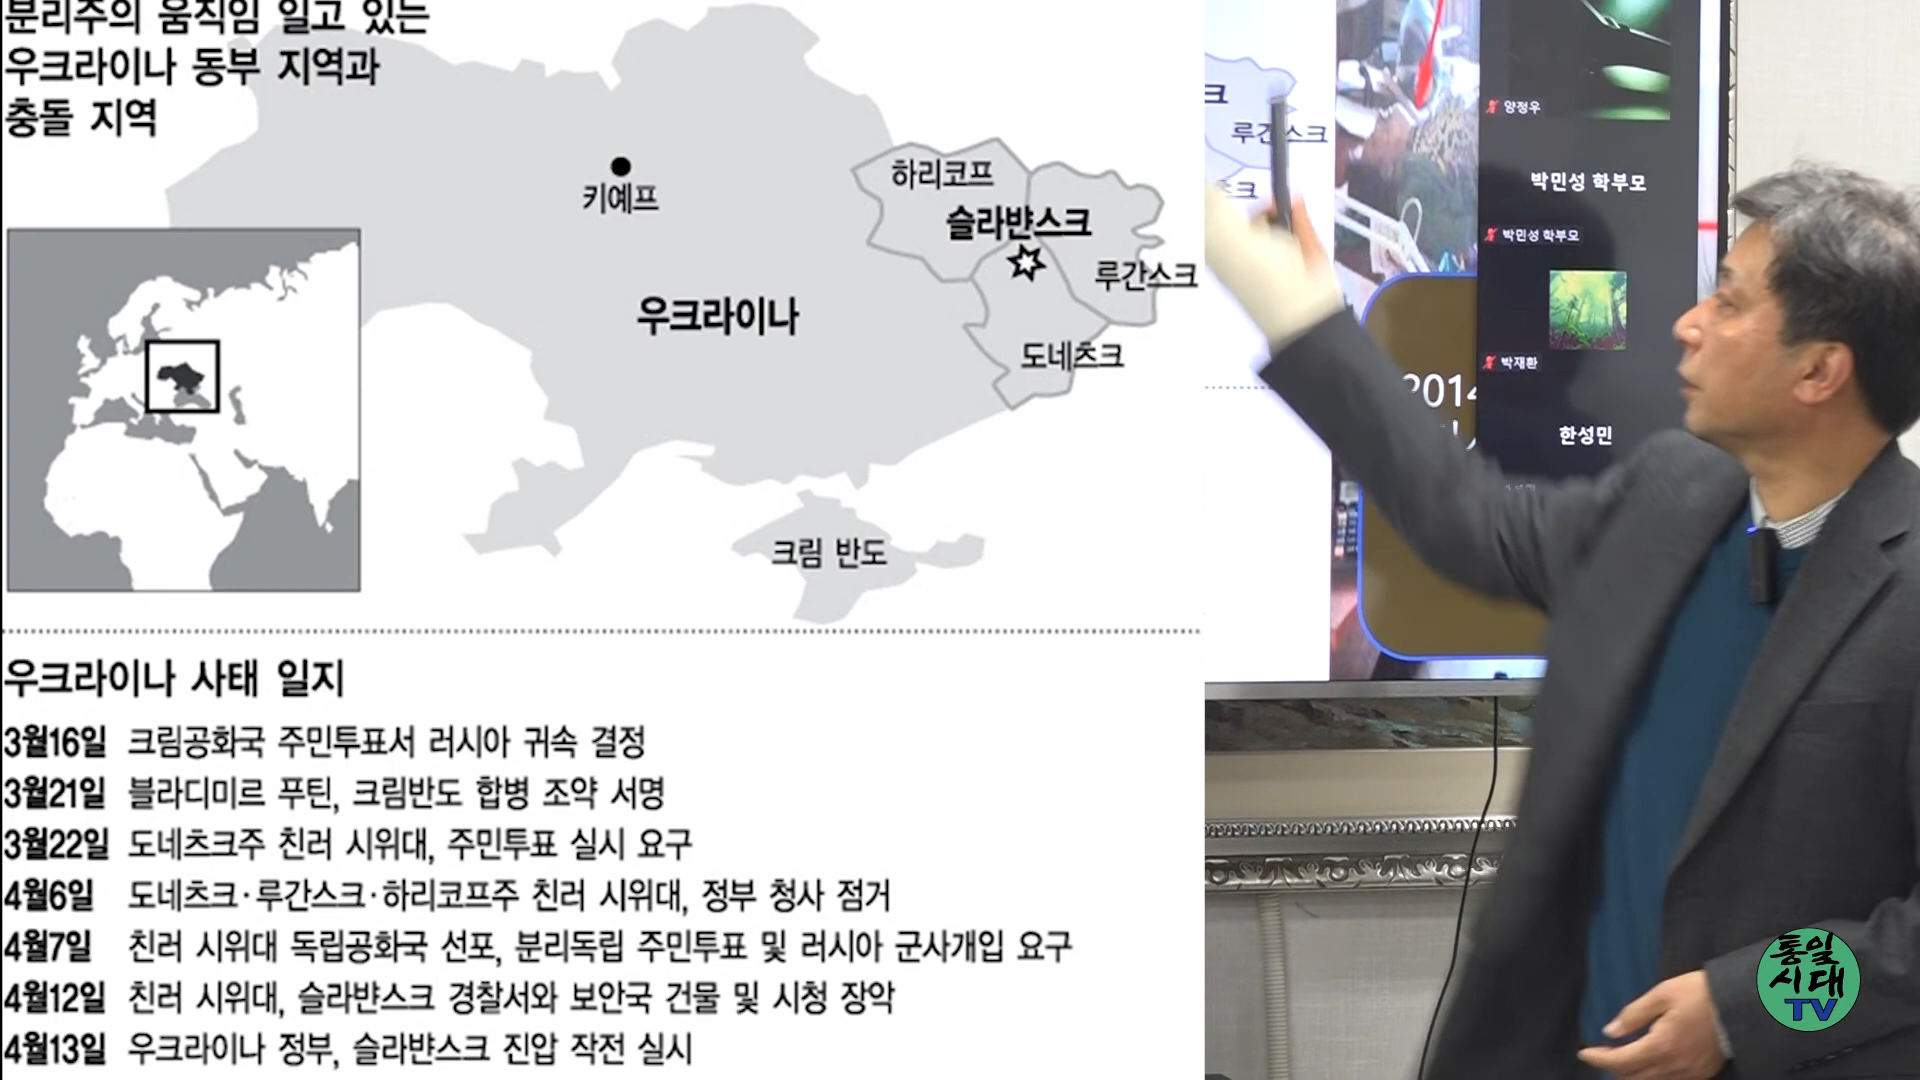 분리주의 움직임 일고 있는
우크라이나 동부 지역과
충돌 지역
키예프
하리코프
슬라뱐스크
루간스크
우크라이나
도네츠크
크림 반도
우크라이나 사태 일지
3월16일 크림공화국 주민투표서 러시아 귀속 결정
3월21일 블라디미르 푸틴, 크림반도 합병 조약 서명
3월22일 도네츠크주 친러 시위대, 주민투표 실시 요구
4월6일 도네츠크·루간스크·하리코프주 친러 시위대, 정부 청사 점거
4월7일 친러 시위대 독립공화국 선포, 분리독립 주민투표 및 러시아 군사개입 요구
4월12일 친러 시위대, 슬라뱐스크 경찰서와 보안국 건물 및 시청 장악
4월13일 우크라이나 정부, 슬라뱐스크 진압 작전 실시
크
루간스크
츠크
양정우
박민성 학부모
박민성 학부모
박재환
2014
한성민
통일
시대
TV